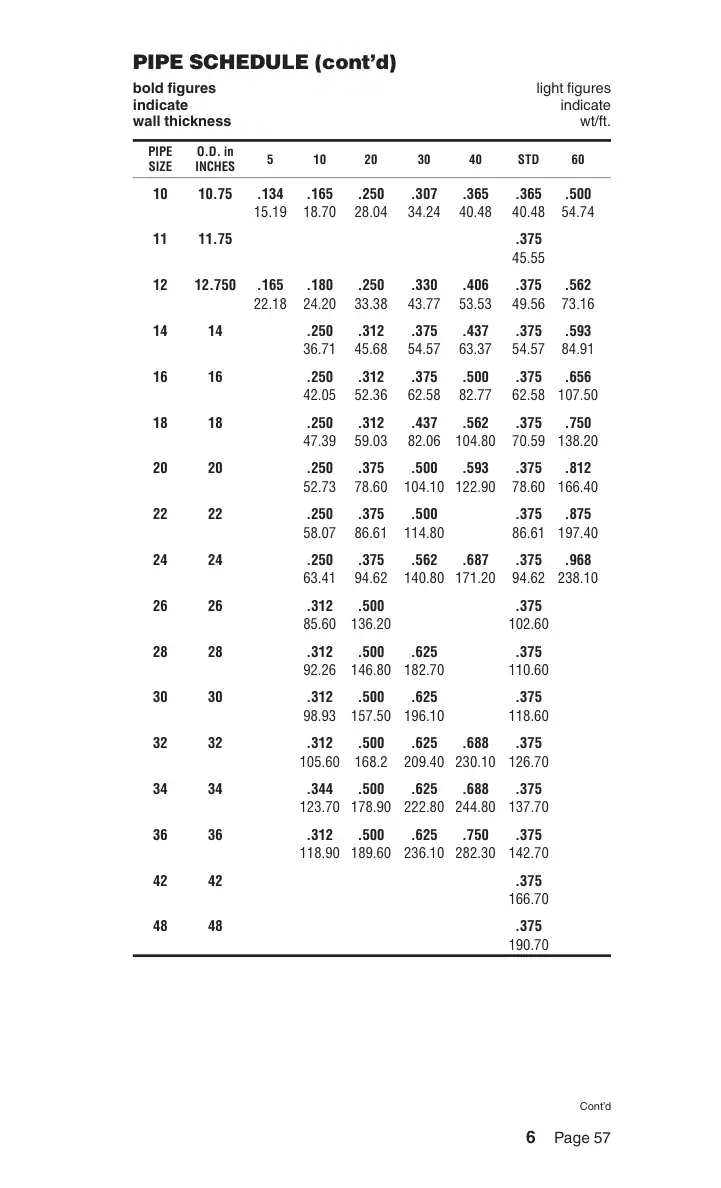 PIPE SCHEDULE (cont’d)
bold figures light figures
indicate indicate
wall thickness wt/ft.
PIPE SIZE O.D. in INCHES 5 10 20 30 40 STD 60
10 10.75 .134 .165 .250 .307 .365 .365 .500
15.19 18.70 28.04 34.24 40.48 40.48 54.74
11 11.75 .375
45.55
12 12.750 .165 .180 .250 .330 .406 .375 .562
22.18 24.20 33.38 43.77 53.53 49.56 73.16
14 14 .250 .312 .375 .437 .375 .593
36.71 45.68 54.57 63.37 54.57 84.91
16 16 .250 .312 .375 .500 .375 .656
42.05 52.36 62.58 82.77 62.58 107.50
18 18 .250 .312 .437 .562 .375 .750
47.39 59.03 82.06 104.80 70.59 138.20
20 20 .250 .375 .500 .593 .375 .812
52.73 78.60 104.10 122.90 78.60 166.40
22 22 .250 .375 .500 .375 .875
58.07 86.61 114.80 86.61 197.40
24 24 .250 .375 .562 .687 .375 .968
63.41 94.62 140.80 171.20 94.62 238.10
26 26 .312 .500 .375
85.60 136.20 102.60
28 28 .312 .500 .625 .375
92.26 146.80 182.70 110.60
30 30 .312 .500 .625 .375
98.93 157.50 196.10 118.60
32 32 .312 .500 .625 .688 .375
105.60 168.2 209.40 230.10 126.70
34 34 .344 .500 .625 .688 .375
123.70 178.90 222.80 244.80 137.70
36 36 .312 .500 .625 .750 .375
118.90 189.60 236.10 282.30 142.70
42 42 .375
166.70
48 48 .375
190.70
Cont’d
6 Page 57